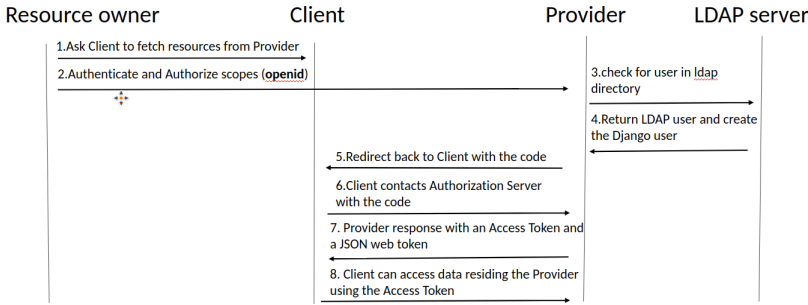 Resource owner
Client
Provider
LDAP server
1.Ask Client to fetch resources from Provider
2.Authenticate and Authorize scopes (openid)
3.check for user in ldap
directory
4.Return LDAP user and create
the Django user
5.Redirect back to Client with the code
6.Client contacts Authorization Server
with the code
7. Provider response with an Access Token and
a JSON web token
8. Client can access data residing the Provider
using the Access Token